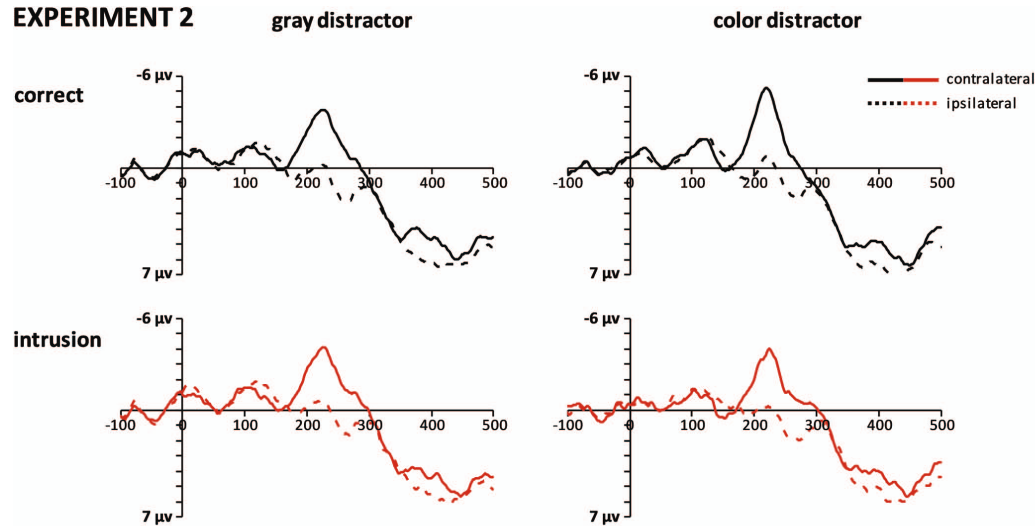 EXPERIMENT 2
gray distractor
color distractor
correct
-6 µv
-100 0 100 200 300 400 500
7 µv
-6 µv
-100 0 100 200 300 400 500
7 µv
contralateral
ipsilateral
intrusion
-6 µv
-100 0 100 200 300 400 500
7 µv
-6 µv
-100 0 100 200 300 400 500
7 µv